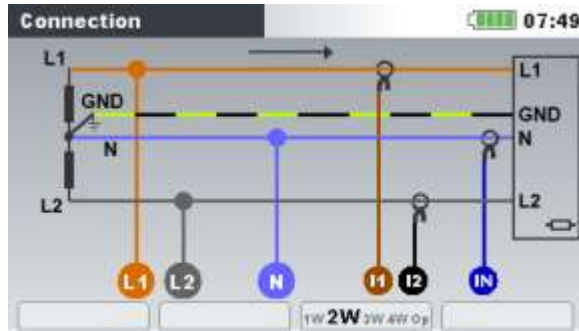 Connection 07:49
L1 L1
GND GND
N N
L2 L2
L1 L2 N I1 I2 IN
1W 2W 3W 4W Op